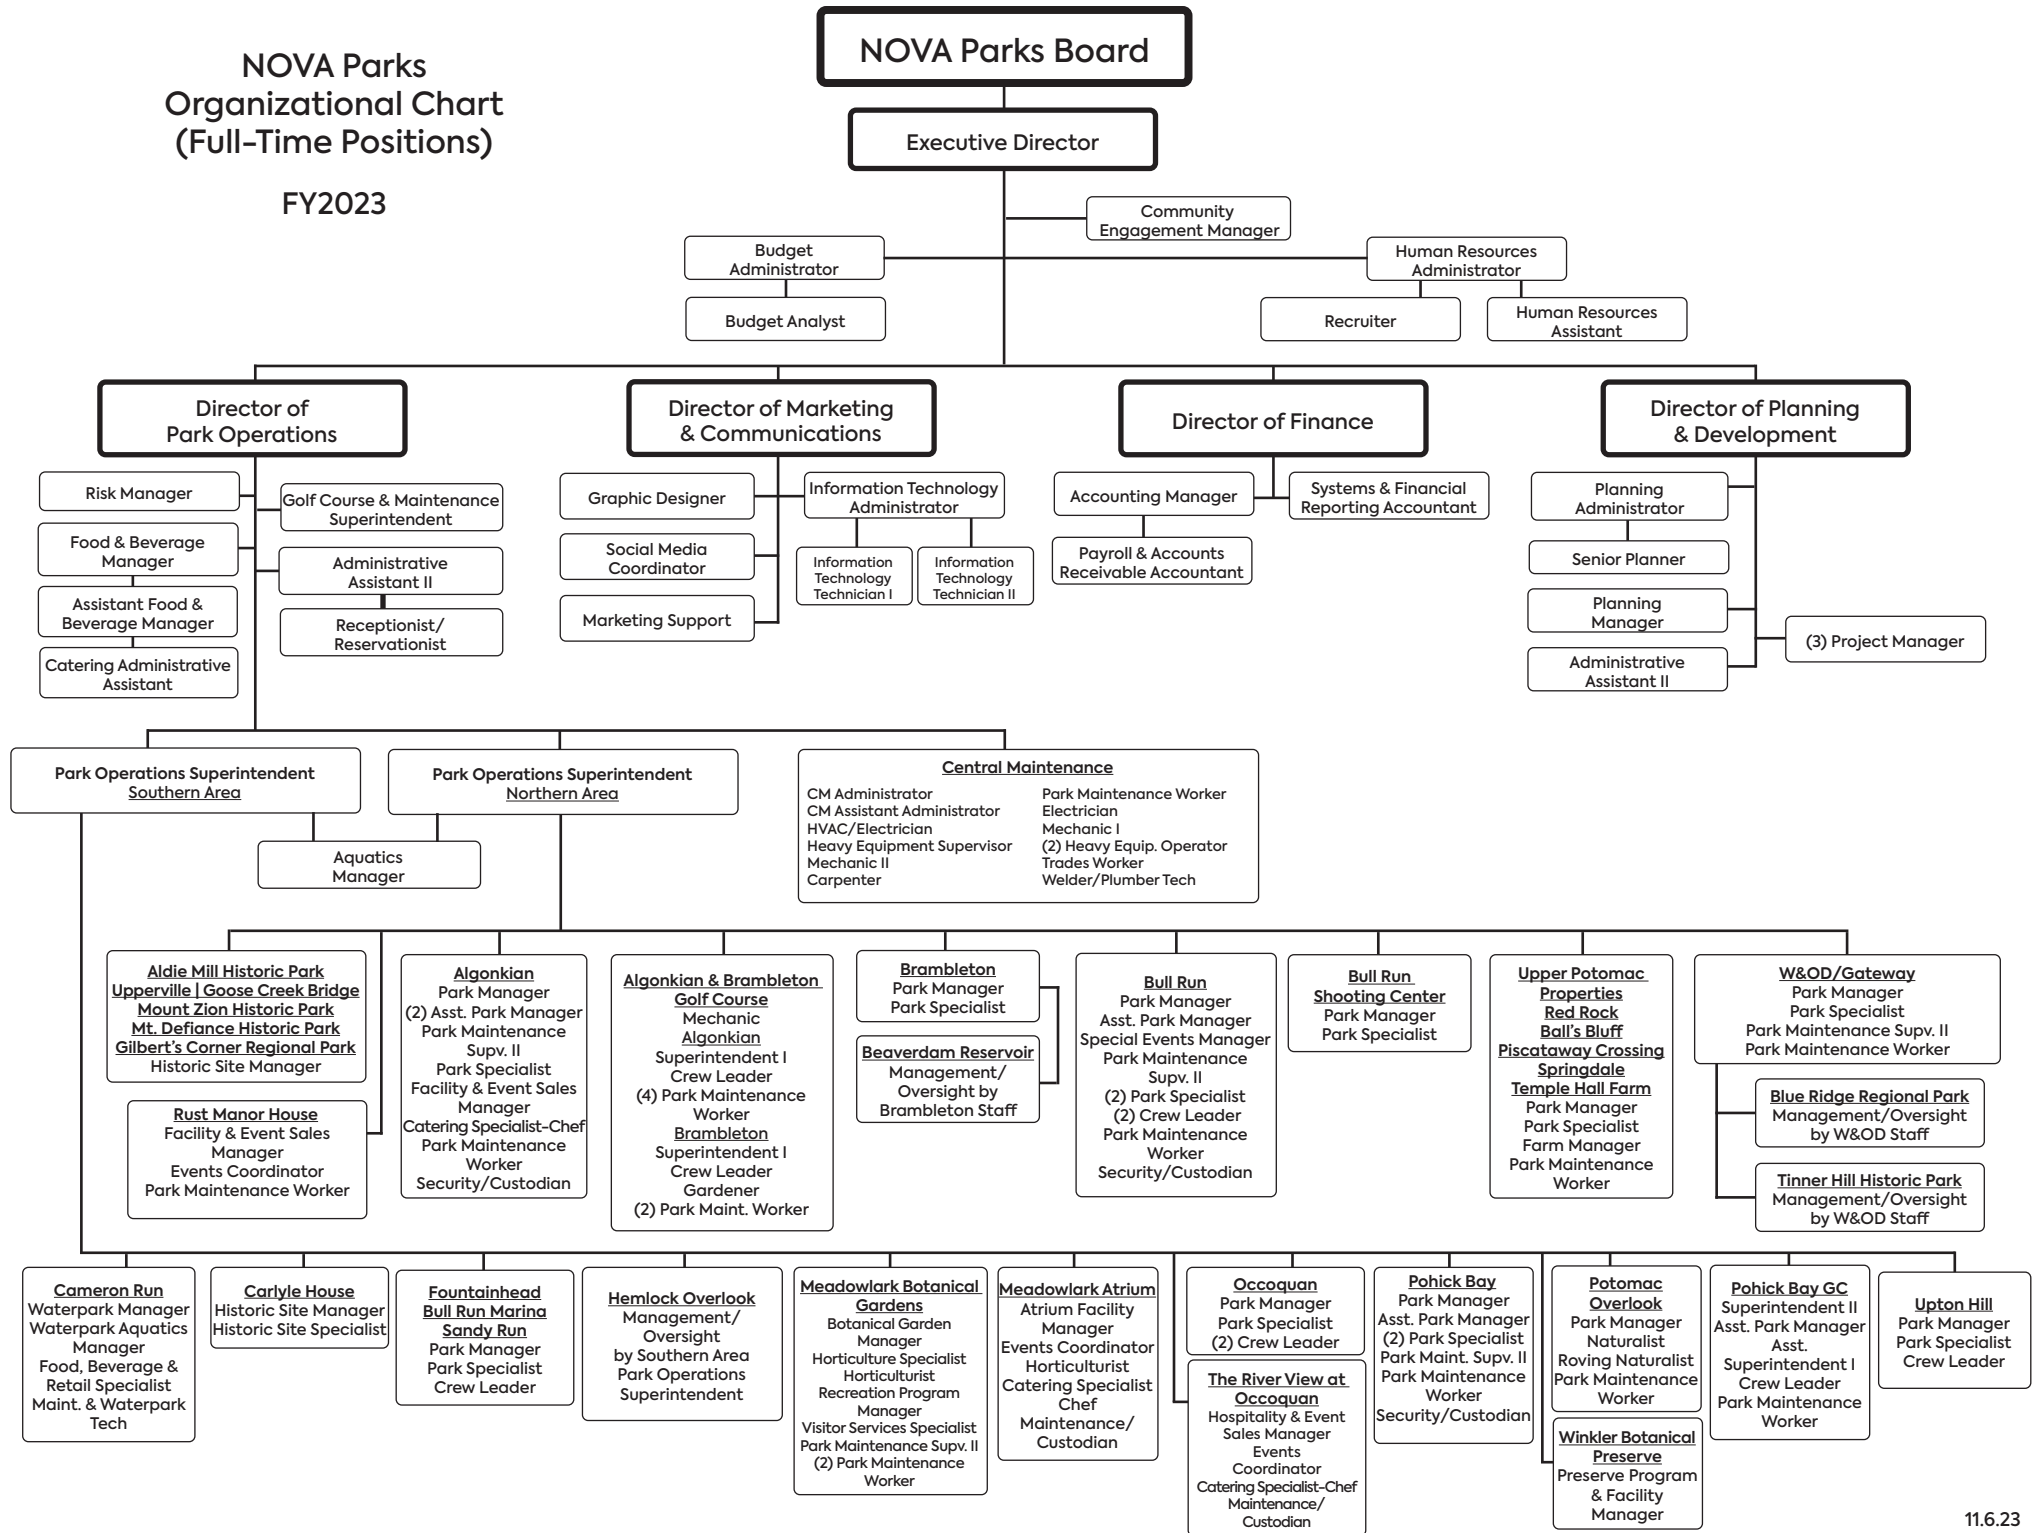 NOVA Parks
Organizational Chart
(Full-Time Positions)
FY2023
NOVA Parks Board
Executive Director
Community
Engagement Manager
Budget
Administrator
Human Resources
Administrator
Budget Analyst
Recruiter
Human Resources
Assistant
Director of
Park Operations
Director of Marketing
& Communications
Director of Finance
Director of Planning
& Development
Risk Manager
Golf Course & Maintenance
Superintendent
Food & Beverage
Manager
Administrative
Assistant II
Assistant Food &
Beverage Manager
Receptionist/
Reservationist
Catering Administrative
Assistant
Graphic Designer
Information Technology
Administrator
Social Media
Coordinator
Information
Technology
Technician I
Information
Technology
Technician II
Marketing Support
Accounting Manager
Systems & Financial
Reporting Accountant
Payroll & Accounts
Receivable Accountant
Planning
Administrator
Senior Planner
Planning
Manager
(3) Project Manager
Administrative
Assistant II
Park Operations Superintendent
Southern Area
Park Operations Superintendent
Northern Area
Aquatics
Manager
Central Maintenance
CM Administrator
CM Assistant Administrator
HVAC/Electrician
Heavy Equipment Supervisor
Mechanic II
Carpenter
Park Maintenance Worker
Electrician
Mechanic I
(2) Heavy Equip. Operator
Trades Worker
Welder/Plumber Tech
Aldie Mill Historic Park
Upperville | Goose Creek Bridge
Mount Zion Historic Park
Mt. Defiance Historic Park
Gilbert's Corner Regional Park
Historic Site Manager
Rust Manor House
Facility & Event Sales
Manager
Events Coordinator
Park Maintenance Worker
Algonkian
Park Manager
(2) Asst. Park Manager
Park Maintenance
Supv. II
Park Specialist
Facility & Event Sales
Manager
Catering Specialist-Chef
Park Maintenance
Worker
Security/Custodian
Algonkian & Brambleton
Golf Course
Mechanic
Algonkian
Superintendent I
Crew Leader
(4) Park Maintenance
Worker
Brambleton
Superintendent I
Crew Leader
Gardener
(2) Park Maint. Worker
Brambleton
Park Manager
Park Specialist
Beaverdam Reservoir
Management/
Oversight by
Brambleton Staff
Bull Run
Park Manager
Asst. Park Manager
Special Events Manager
Park Maintenance
Supv. II
(2) Park Specialist
(2) Crew Leader
Park Maintenance
Worker
Security/Custodian
Bull Run
Shooting Center
Park Manager
Park Specialist
Upper Potomac
Properties
Red Rock
Ball's Bluff
Piscataway Crossing
Springdale
Temple Hall Farm
Park Manager
Park Specialist
Farm Manager
Park Maintenance
Worker
W&OD/Gateway
Park Manager
Park Specialist
Park Maintenance Supv. II
Park Maintenance Worker
Blue Ridge Regional Park
Management/Oversight
by W&OD Staff
Tinner Hill Historic Park
Management/Oversight
by W&OD Staff
Cameron Run
Waterpark Manager
Waterpark Aquatics
Manager
Food, Beverage &
Retail Specialist
Maint. & Waterpark
Tech
Carlyle House
Historic Site Manager
Historic Site Specialist
Fountainhead
Bull Run Marina
Sandy Run
Park Manager
Park Specialist
Crew Leader
Hemlock Overlook
Management/
Oversight
by Southern Area
Park Operations
Superintendent
Meadowlark Botanical
Gardens
Botanical Garden
Manager
Horticulture Specialist
Horticulturist
Recreation Program
Manager
Visitor Services Specialist
Park Maintenance Supv. II
(2) Park Maintenance
Worker
Meadowlark Atrium
Atrium Facility
Manager
Events Coordinator
Horticulturist
Catering Specialist
Chef
Maintenance/
Custodian
Occoquan
Park Manager
Park Specialist
(2) Crew Leader
The River View at
Occoquan
Hospitality & Event
Sales Manager
Events
Coordinator
Catering Specialist-Chef
Maintenance/
Custodian
Pohick Bay
Park Manager
Asst. Park Manager
(2) Park Specialist
Park Maint. Supv. II
Park Maintenance
Worker
Security/Custodian
Potomac
Overlook
Park Manager
Naturalist
Roving Naturalist
Park Maintenance
Worker
Winkler Botanical
Preserve
Preserve Program
& Facility
Manager
Pohick Bay GC
Superintendent II
Asst. Park Manager
Asst.
Superintendent I
Crew Leader
Park Maintenance
Worker
Upton Hill
Park Manager
Park Specialist
Crew Leader
11.6.23